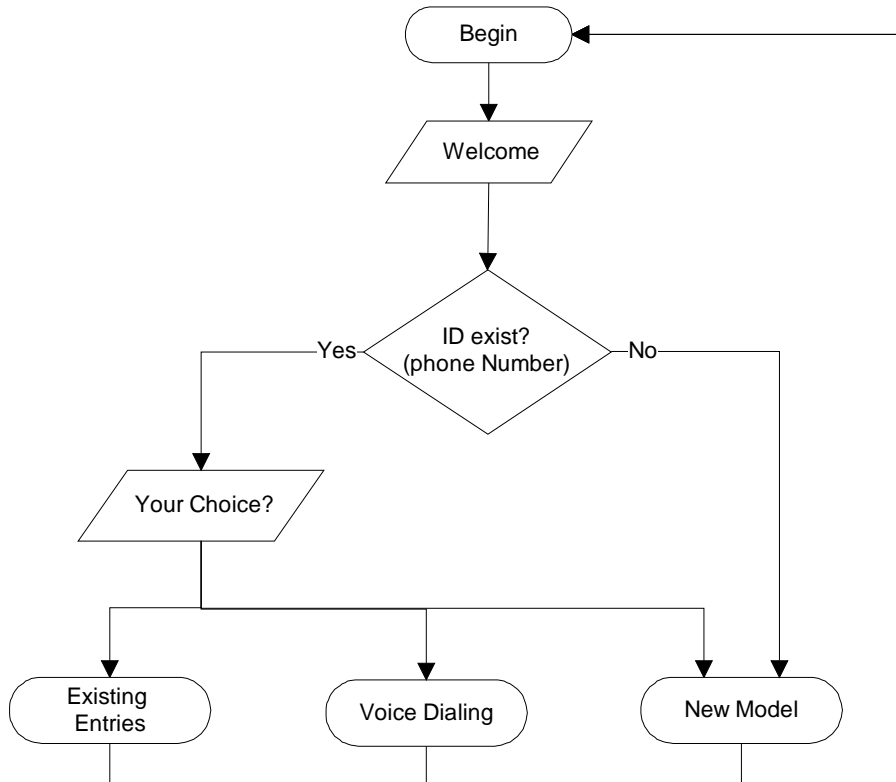 Begin
Welcome
ID exist?
(phone Number)
Yes
No
Your Choice?
Existing
Entries
Voice Dialing
New Model